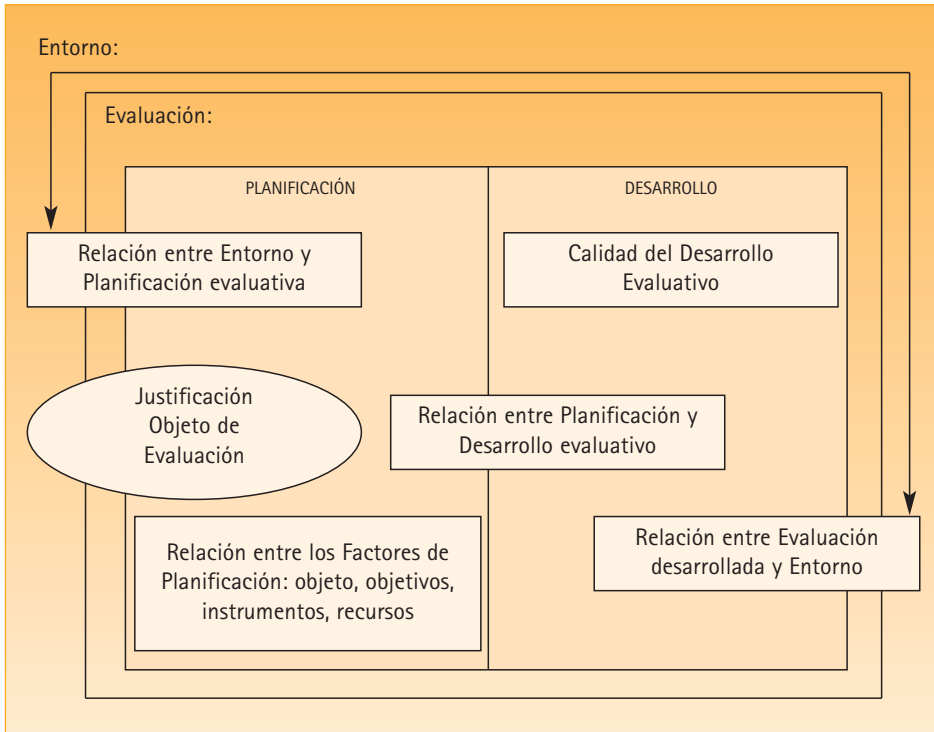 Entorno:
Evaluación:
PLANIFICACIÓN
DESARROLLO
Relación entre Entorno y
Planificación evaluativa
Calidad del Desarrollo
Evaluativo
Justificación
Objeto de
Evaluación
Relación entre Planificación y
Desarrollo evaluativo
Relación entre los Factores de
Planificación: objeto, objetivos,
instrumentos, recursos
Relación entre Evaluación
desarrollada y Entorno